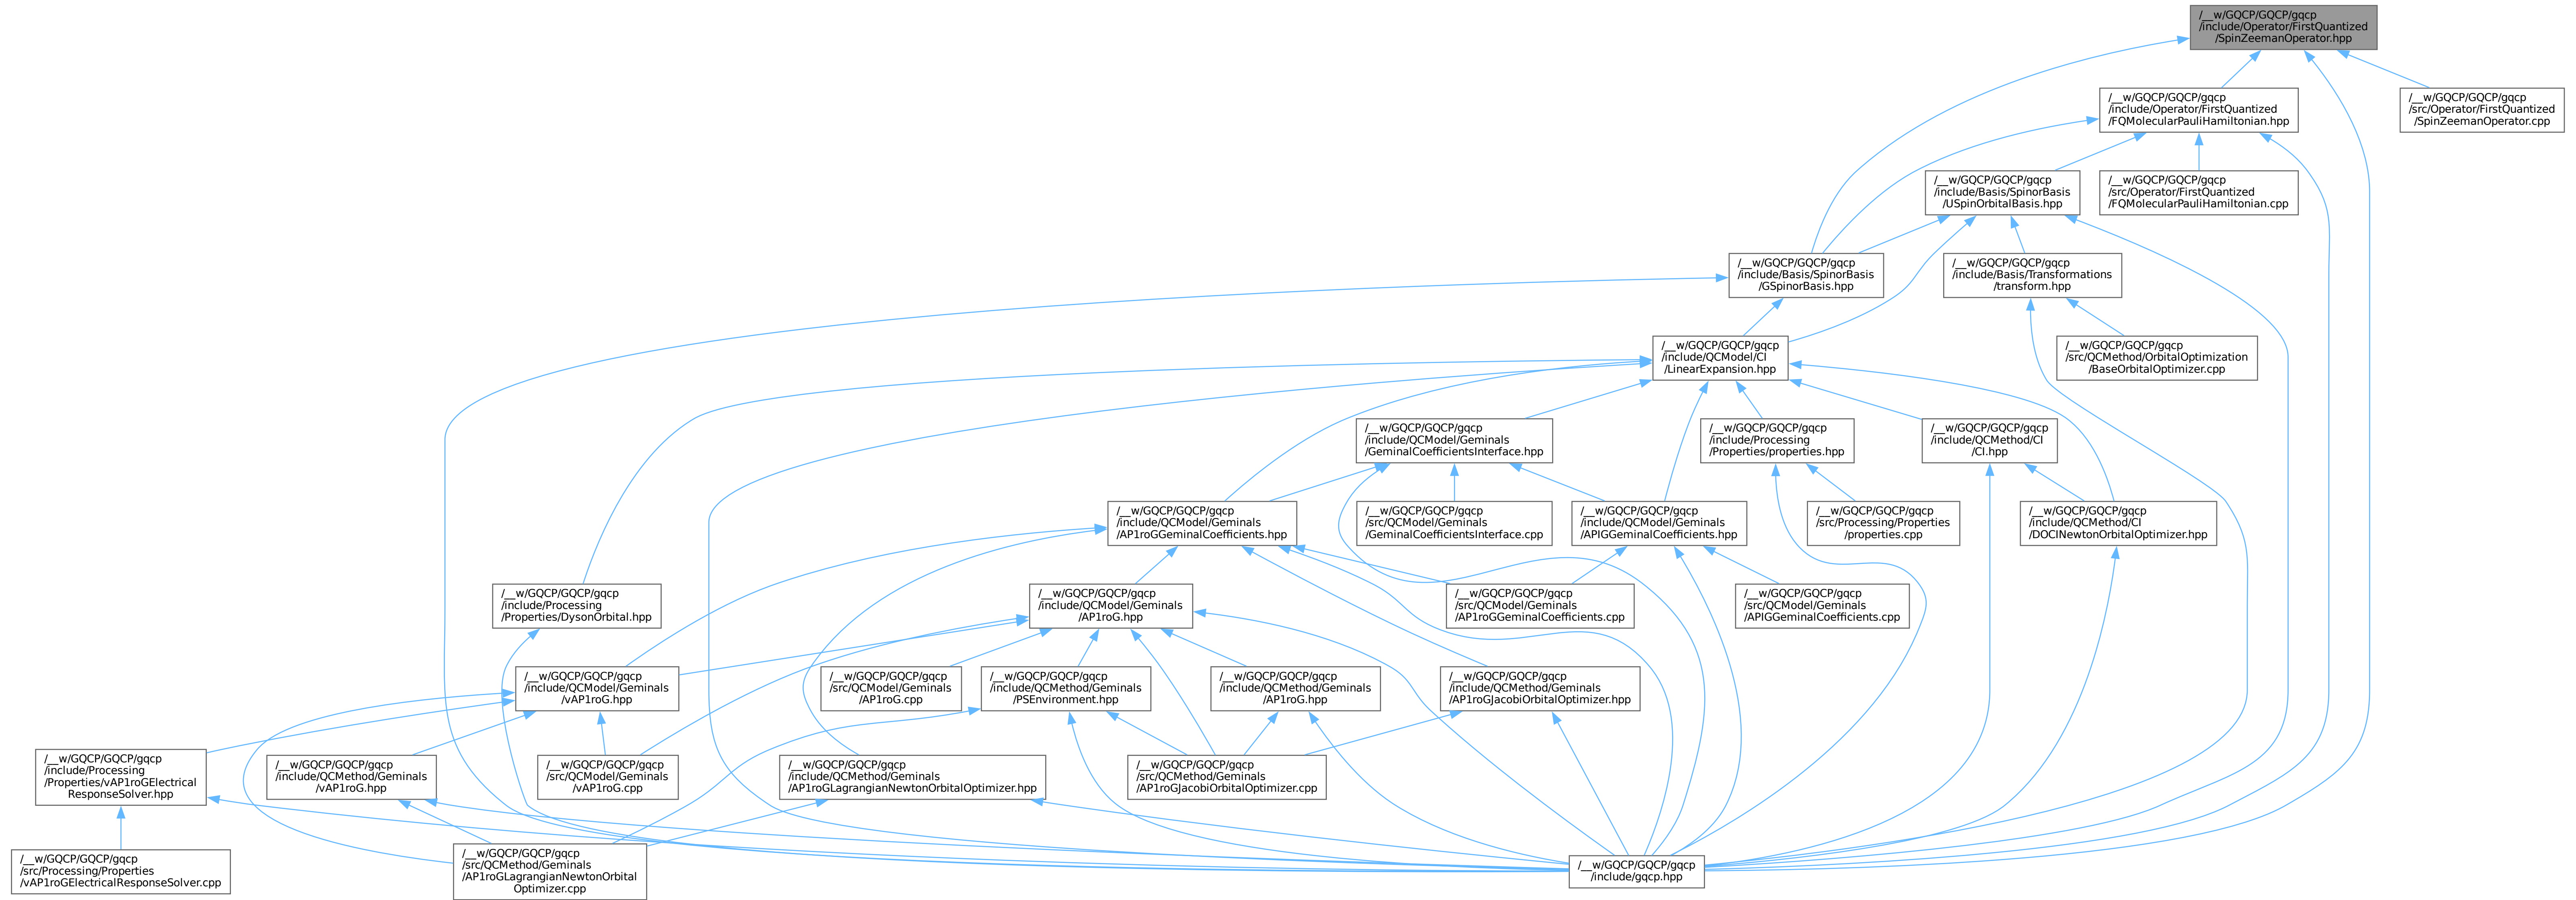 /__w/GQCP/GQCP/gqcp
/include/Operator/FirstQuantized
/SpinZeemanOperator.hpp
/__w/GQCP/GQCP/gqcp
/include/Operator/FirstQuantized
/FQMolecularPauliHamiltonian.hpp
/__w/GQCP/GQCP/gqcp
/src/Operator/FirstQuantized
/SpinZeemanOperator.cpp
/__w/GQCP/GQCP/gqcp
/include/Basis/SpinorBasis
/USpinOrbitalBasis.hpp
/__w/GQCP/GQCP/gqcp
/src/Operator/FirstQuantized
/FQMolecularPauliHamiltonian.cpp
/__w/GQCP/GQCP/gqcp
/include/Basis/SpinorBasis
/GSpinorBasis.hpp
/__w/GQCP/GQCP/gqcp
/include/Basis/Transformations
/transform.hpp
/__w/GQCP/GQCP/gqcp
/include/QCModel/CI
/LinearExpansion.hpp
/__w/GQCP/GQCP/gqcp
/src/QCMethod/OrbitalOptimization
/BaseOrbitalOptimizer.cpp
/__w/GQCP/GQCP/gqcp
/include/QCModel/Geminals
/GeminalCoefficientsInterface.hpp
/__w/GQCP/GQCP/gqcp
/include/Processing
/Properties/properties.hpp
/__w/GQCP/GQCP/gqcp
/include/QCMethod/CI
/CI.hpp
/__w/GQCP/GQCP/gqcp
/include/QCModel/Geminals
/AP1roGGeminalCoefficients.hpp
/__w/GQCP/GQCP/gqcp
/src/QCModel/Geminals
/GeminalCoefficientsInterface.cpp
/__w/GQCP/GQCP/gqcp
/include/QCModel/Geminals
/APIGGeminalCoefficients.hpp
/__w/GQCP/GQCP/gqcp
/src/Processing/Properties
/properties.cpp
/__w/GQCP/GQCP/gqcp
/include/QCMethod/CI
/DOCINewtonOrbitalOptimizer.hpp
/__w/GQCP/GQCP/gqcp
/include/Processing
/Properties/DysonOrbital.hpp
/__w/GQCP/GQCP/gqcp
/include/QCModel/Geminals
/AP1roG.hpp
/__w/GQCP/GQCP/gqcp
/src/QCModel/Geminals
/AP1roGGeminalCoefficients.cpp
/__w/GQCP/GQCP/gqcp
/src/QCModel/Geminals
/APIGGeminalCoefficients.cpp
/__w/GQCP/GQCP/gqcp
/include/QCModel/Geminals
/vAP1roG.hpp
/__w/GQCP/GQCP/gqcp
/src/QCModel/Geminals
/AP1roG.cpp
/__w/GQCP/GQCP/gqcp
/include/QCMethod/Geminals
/PSEnvironment.hpp
/__w/GQCP/GQCP/gqcp
/include/QCMethod/Geminals
/AP1roG.hpp
/__w/GQCP/GQCP/gqcp
/include/QCMethod/Geminals
/AP1roGJacobiOrbitalOptimizer.hpp
/__w/GQCP/GQCP/gqcp
/include/Processing
/Properties/vAP1roGElectrical
ResponseSolver.hpp
/__w/GQCP/GQCP/gqcp
/include/QCMethod/Geminals
/vAP1roG.hpp
/__w/GQCP/GQCP/gqcp
/src/QCModel/Geminals
/vAP1roG.cpp
/__w/GQCP/GQCP/gqcp
/include/QCMethod/Geminals
/AP1roGLagrangianNewtonOrbitalOptimizer.hpp
/__w/GQCP/GQCP/gqcp
/src/QCMethod/Geminals
/AP1roGJacobiOrbitalOptimizer.cpp
/__w/GQCP/GQCP/gqcp
/src/Processing/Properties
/vAP1roGElectricalResponseSolver.cpp
/__w/GQCP/GQCP/gqcp
/src/QCMethod/Geminals
/AP1roGLagrangianNewtonOrbital
Optimizer.cpp
/__w/GQCP/GQCP/gqcp
/include/gqcp.hpp